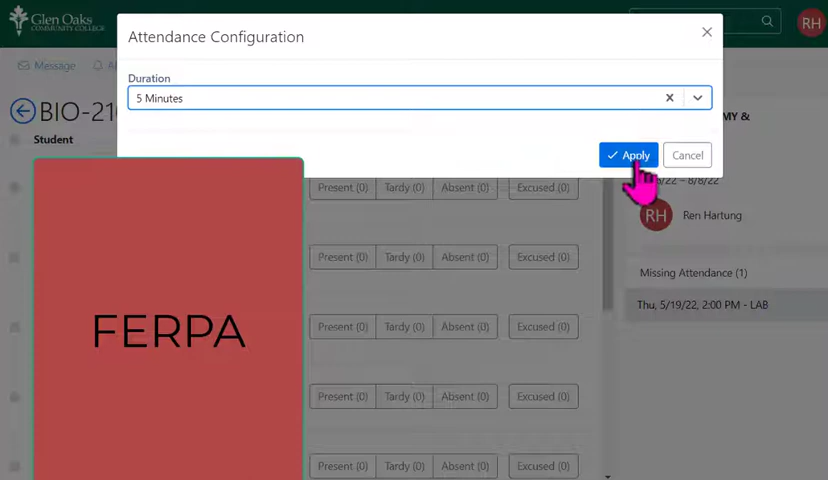 Glen Oaks
COMMUNITY COLLEGE
RH
Attendance Configuration
Message
Duration
5 Minutes
BIO-21
MY &
Student
Apply
Cancel
/22 – 8/8/22
Present (0) Tardy (0) Absent (0) Excused (0)
RH Ren Hartung
Present (0) Tardy (0) Absent (0) Excused (0)
Missing Attendance (1)
Thu, 5/19/22, 2:00 PM - LAB
FERPA
Present (0) Tardy (0) Absent (0) Excused (0)
Present (0) Tardy (0) Absent (0) Excused (0)
Present (0) Tardy (0) Absent (0) Excused (0)